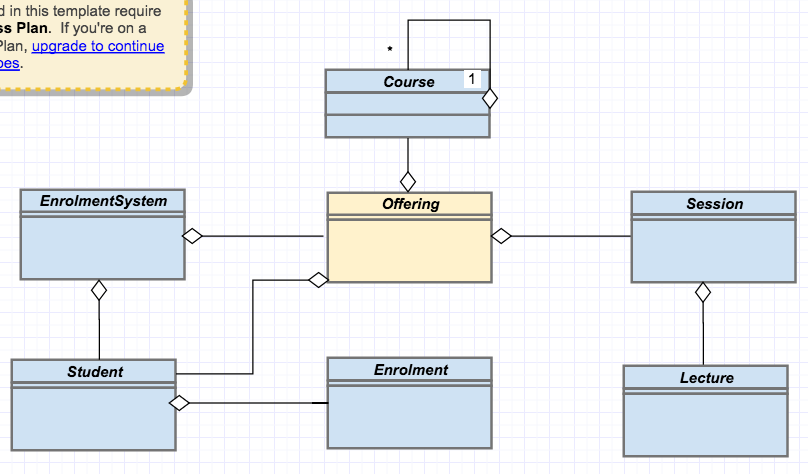 d in this template require
ss Plan. If you're on a
Plan, upgrade to continue
pes.
*
1
Course
EnrolmentSystem
Offering
Session
Student
Enrolment
Lecture